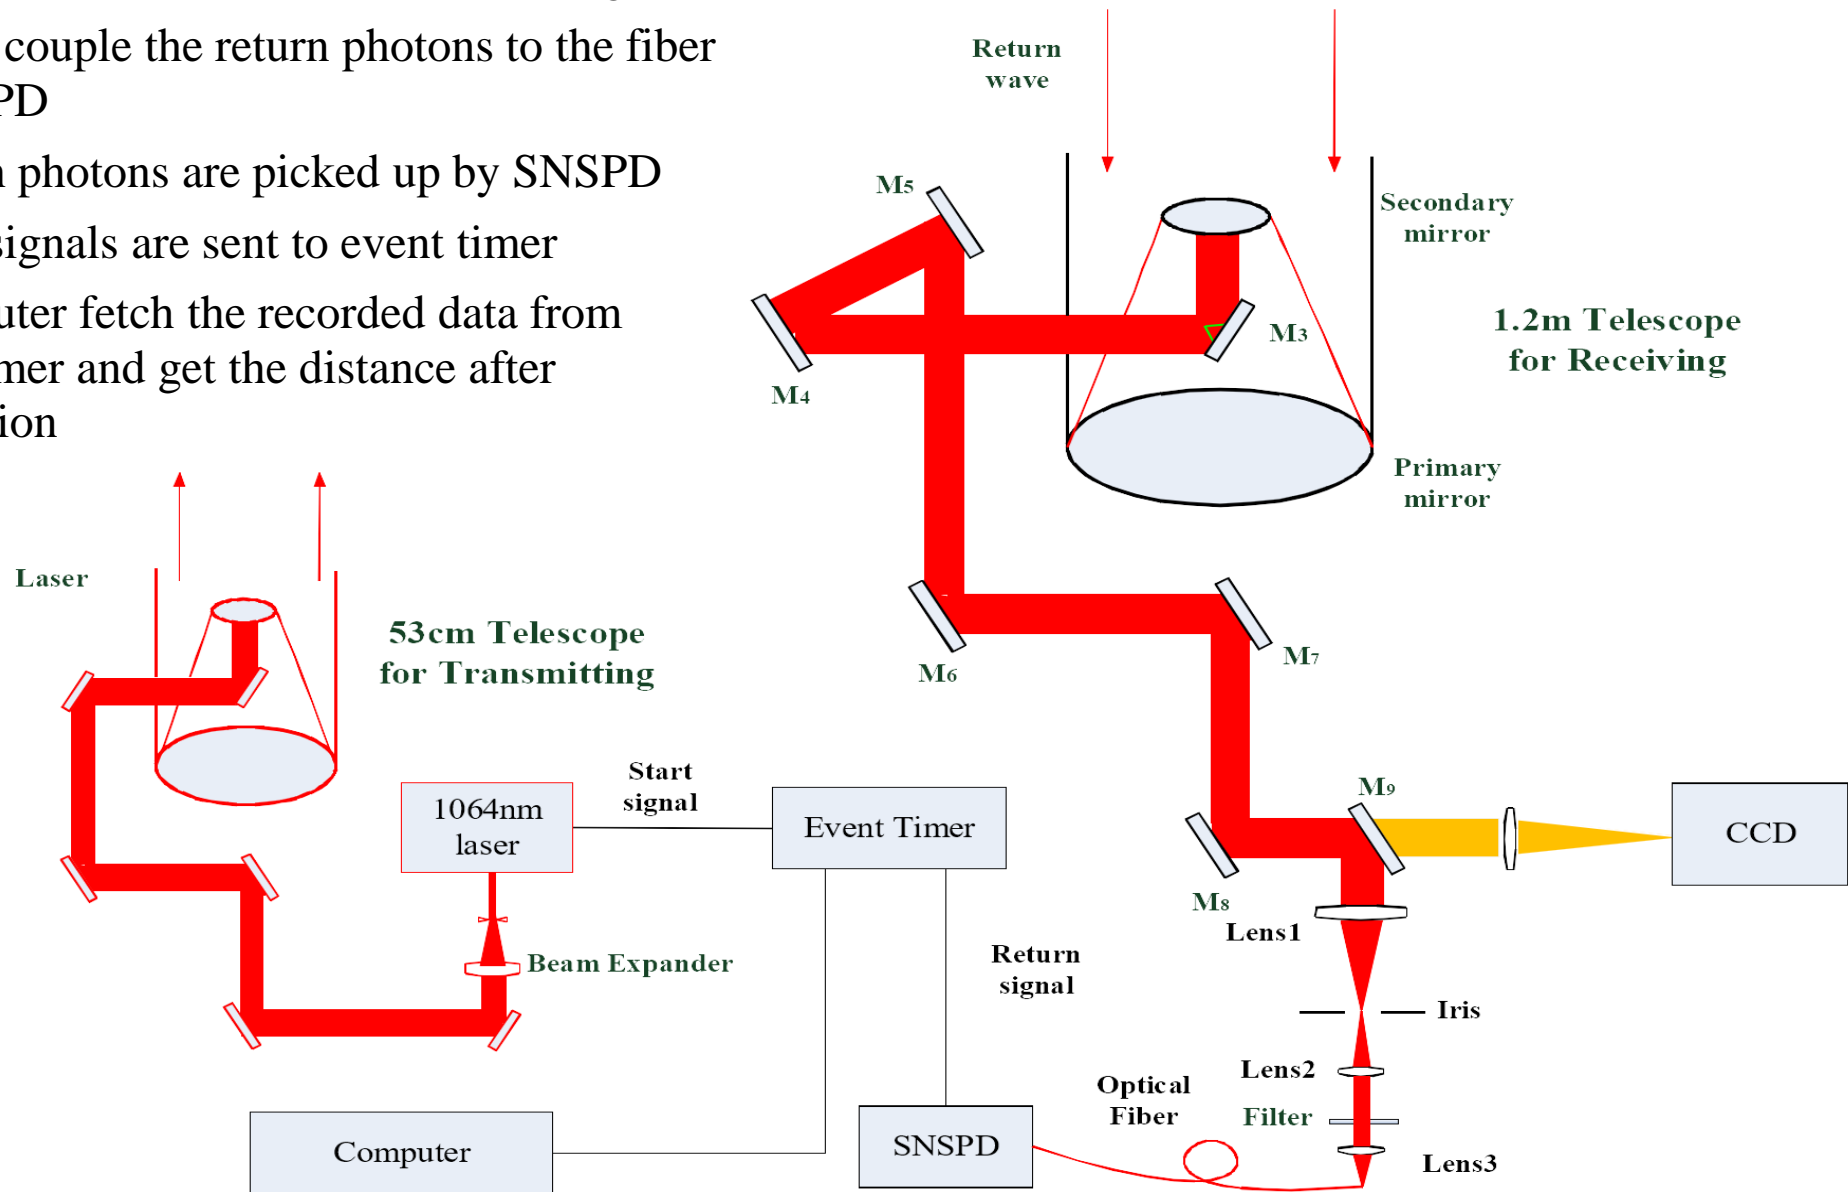 couple the return photons to the fiber
PD
n photons are picked up by SNSPD
signals are sent to event timer
uter fetch the recorded data from
mer and get the distance after
ion
Return
wave
M5
Secondary
mirror
M3
1.2m Telescope
for Receiving
M4
Primary
mirror
Laser
53cm Telescope
for Transmitting
M6
M7
Start
signal
1064nm
laser
Event Timer
M9
CCD
M8
Lens1
Beam Expander
Return
signal
Iris
Lens2
Optical
Fiber
Filter
Computer
SNSPD
Lens3